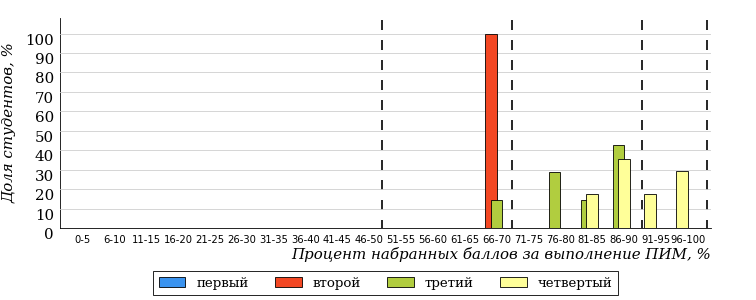 Доля студентов, %
100
90
80
70
60
50
40
30
20
10
0
0-5 6-10 11-15 16-20 21-25 26-30 31-35 36-40 41-45 46-50 51-55 56-60 61-65 66-70 71-75 76-80 81-85 86-90 91-95 96-100
Процент набранных баллов за выполнение ПИМ, %
первый второй третий четвертый